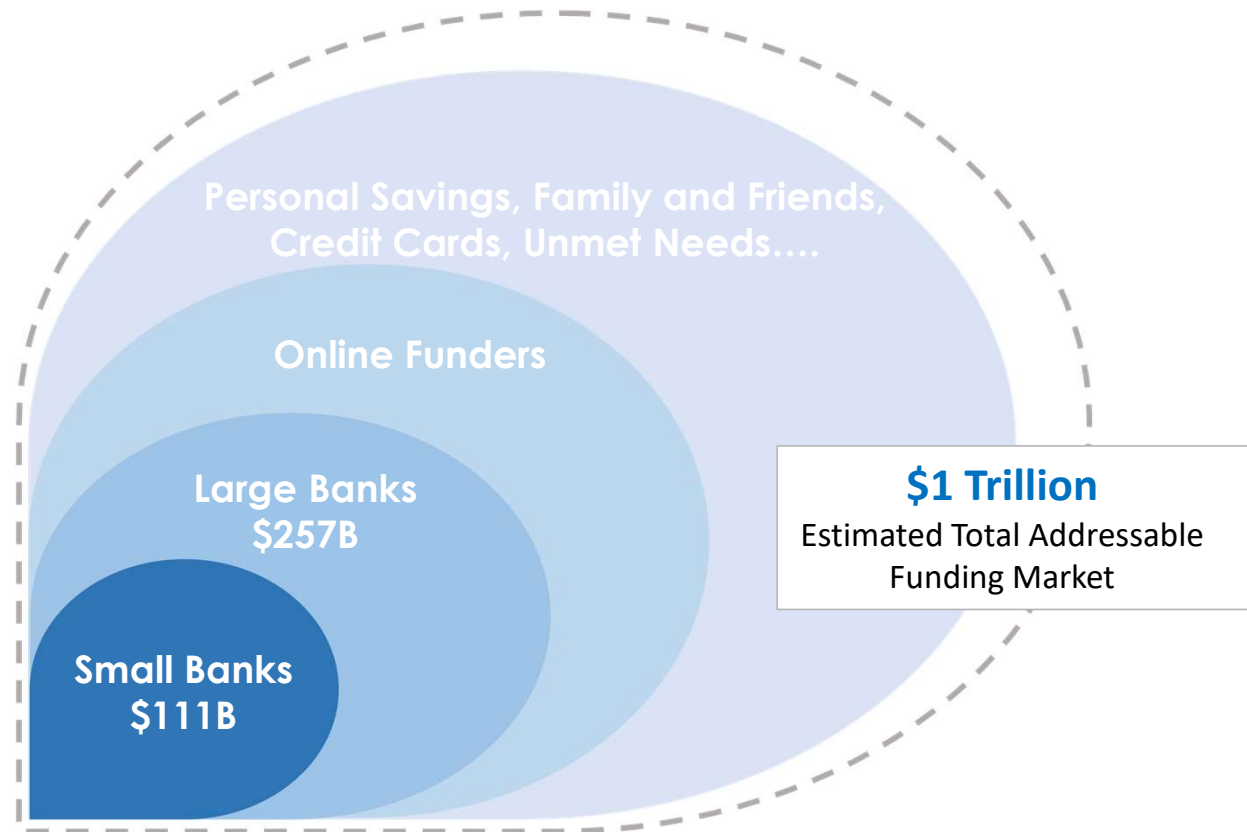 Personal Savings, Family and Friends,
Credit Cards, Unmet Needs....
Online Funders
Large Banks
$257B
$1 Trillion
Estimated Total Addressable
Funding Market
Small Banks
$111B